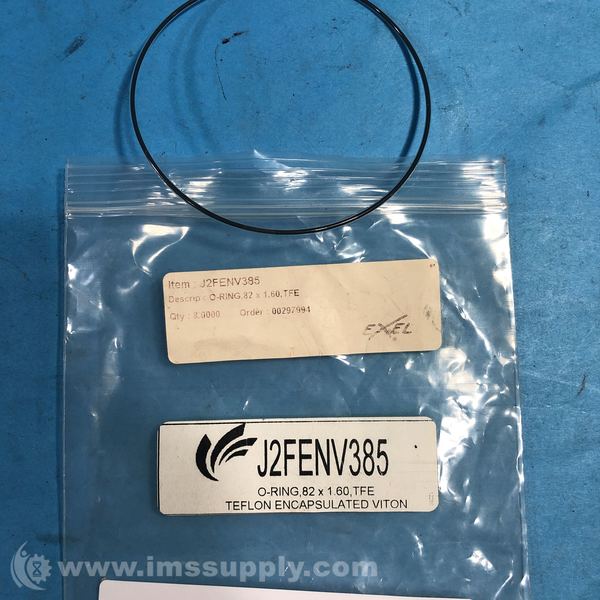 Item : J2FENV385
Descrip : O-RING,82 x 1.60,TFE
Qty : 8.0000 Order : 00297994
EXEL
J2FENV385
O-RING,82 x 1.60,TFE
TEFLON ENCAPSULATED VITON
www.imssupply.com